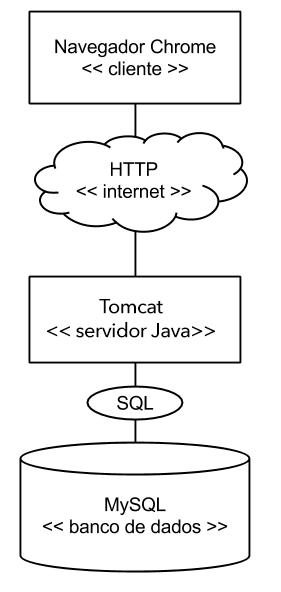 Navegador Chrome
<< cliente >>
HTTP
<< internet >>
Tomcat
<< servidor Java>>
SQL
MySQL
<< banco de dados >>